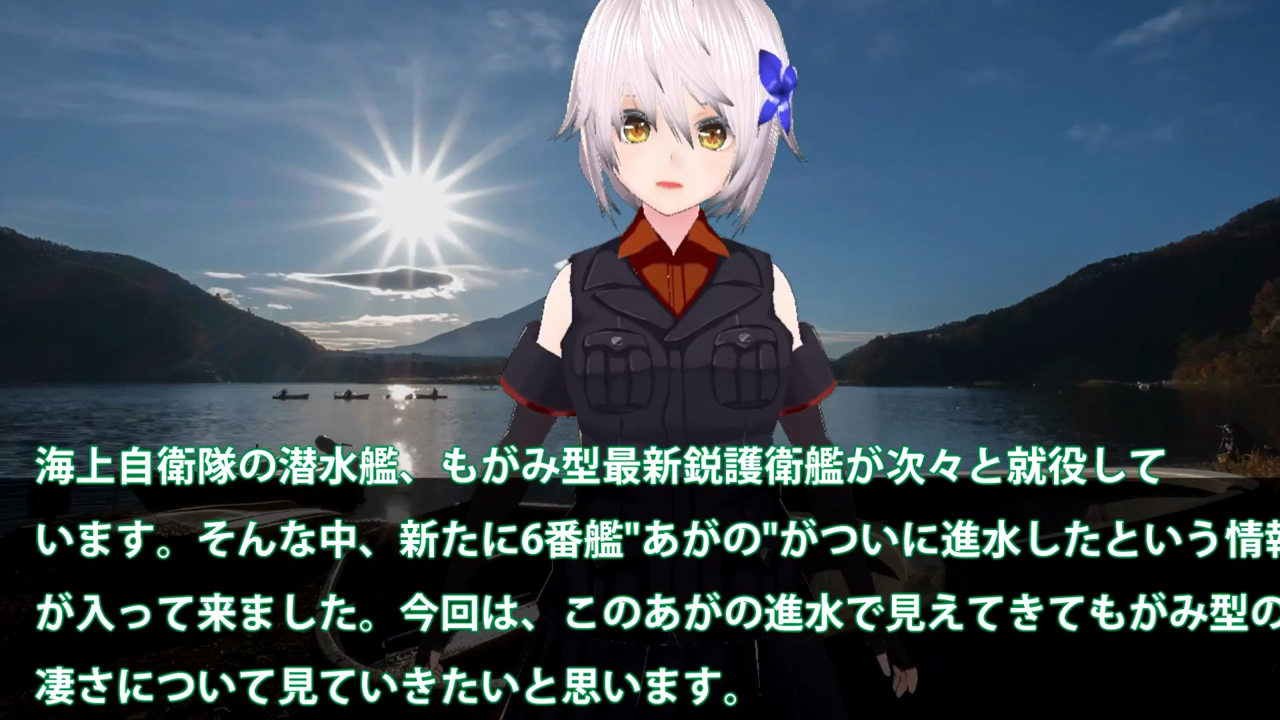 海上自衛隊の潜水艦、もがみ型最新鋭護衛艦が次々と就役して
います。そんな中、新たに6番艦"あがの"がついに進水したという情報
が入って来ました。今回は、このあがの進水で見えてきてもがみ型の
凄さについて見ていきたいと思います。